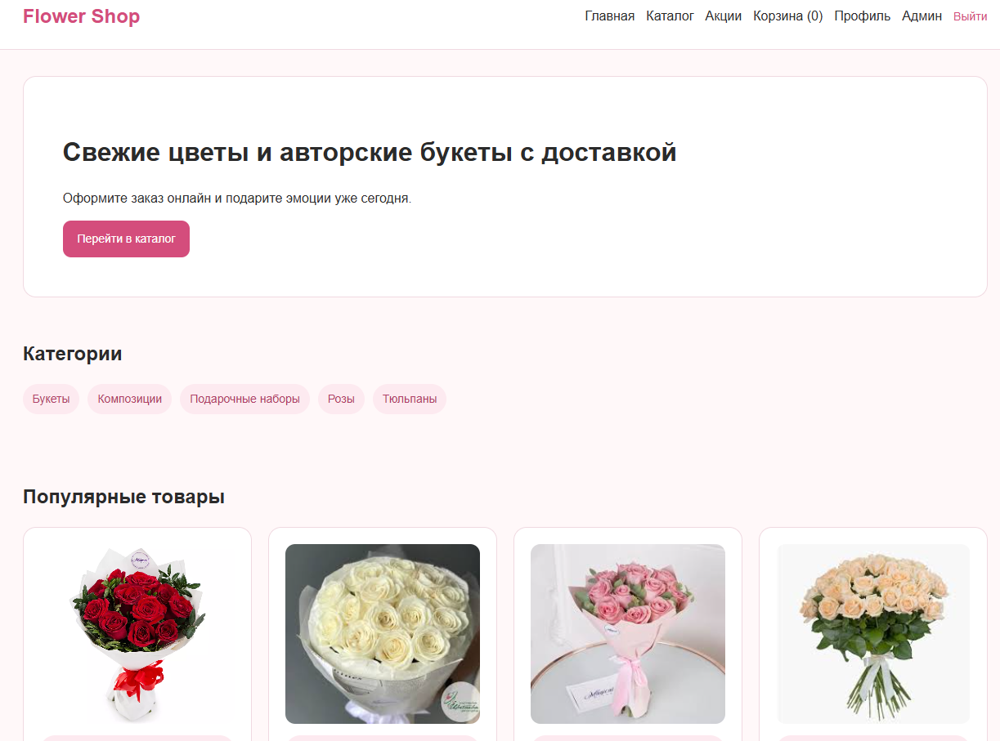 Flower Shop
Главная Каталог Акции Корзина (0) Профиль Админ Выйти
Свежие цветы и авторские букеты с доставкой
Оформите заказ онлайн и подарите эмоции уже сегодня.
Перейти в каталог
Категории
Букеты Композиции Подарочные наборы Розы Тюльпаны
Популярные товары